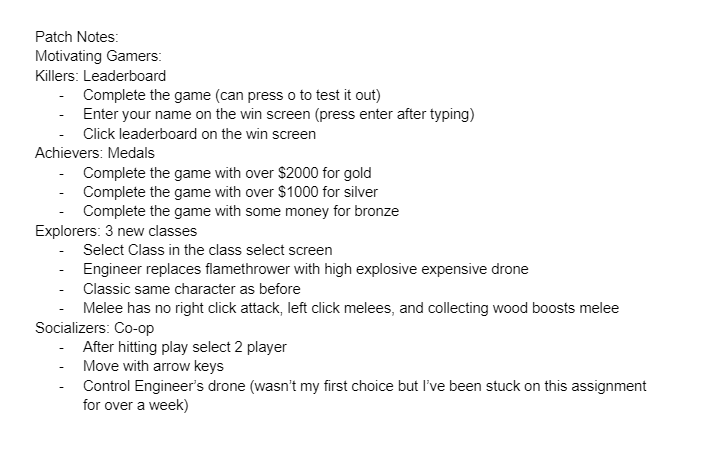 Patch Notes:
Motivating Gamers:
Killers: Leaderboard
- Complete the game (can press o to test it out)
- Enter your name on the win screen (press enter after typing)
- Click leaderboard on the win screen
Achievers: Medals
- Complete the game with over $2000 for gold
- Complete the game with over $1000 for silver
- Complete the game with some money for bronze
Explorers: 3 new classes
- Select Class in the class select screen
- Engineer replaces flamethrower with high explosive expensive drone
- Classic same character as before
- Melee has no right click attack, left click melees, and collecting wood boosts melee
Socializers: Co-op
- After hitting play select 2 player
- Move with arrow keys
- Control Engineer's drone (wasn't my first choice but I've been stuck on this assignment
for over a week)